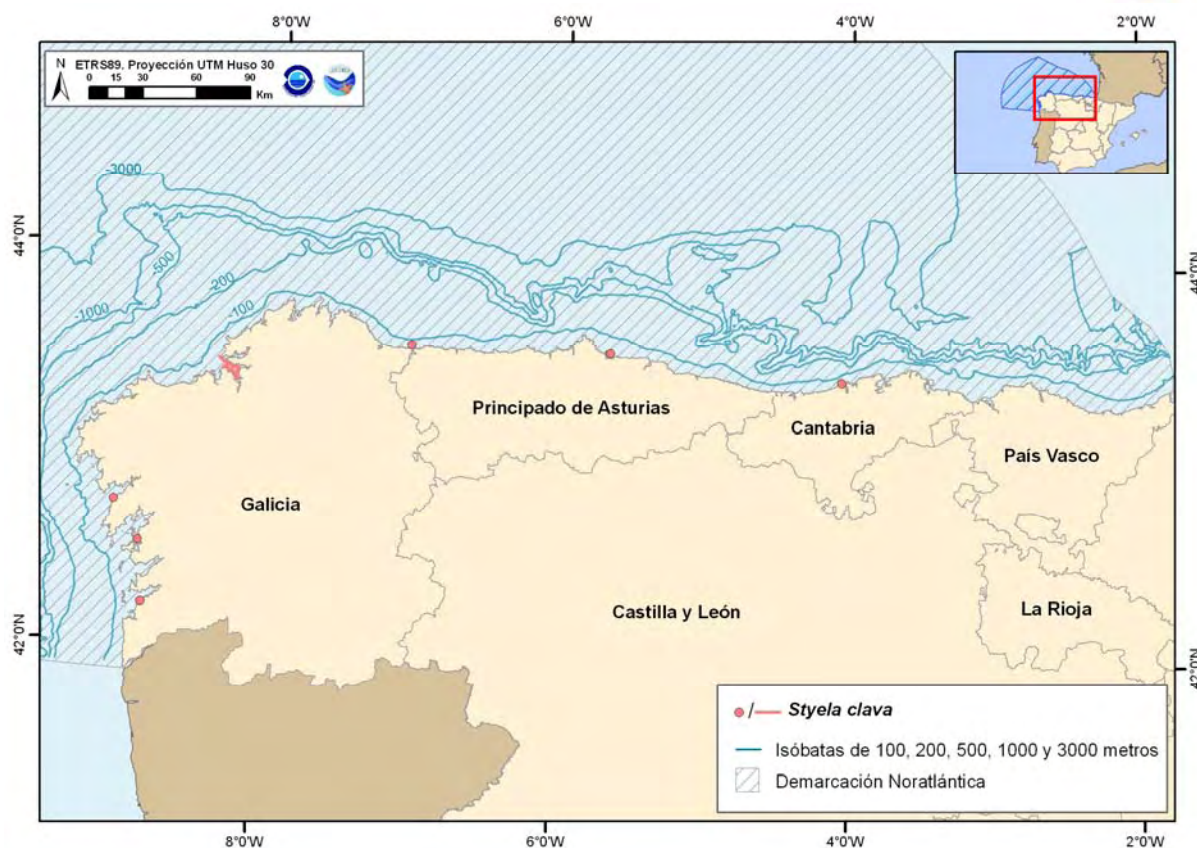 8°0'W 6°0'W 4°0'W 2°0'W
N ETRS89. Proyección UTM Huso 30
0 15 30 60 90
Km
-3000
44°0'N
44°0'N
-500
-200
-1000
-100
Principado de Asturias
Cantabria
País Vasco
Galicia
Castilla y León
La Rioja
42°0'N
42°0'N
Styela clava
Isóbatas de 100, 200, 500, 1000 y 3000 metros
Demarcación Noratlántica
8°0'W 6°0'W 4°0'W 2°0'W